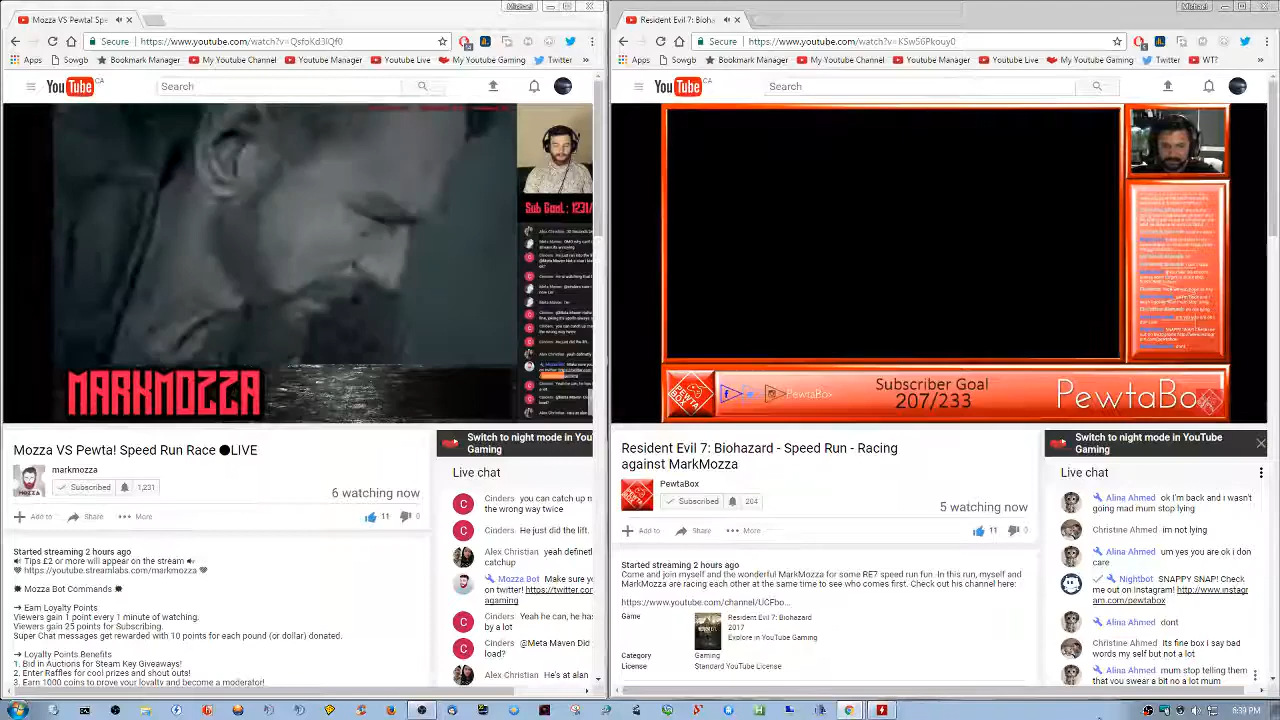 Mozza VS Pewta! Spe
Michael
Secure
https://www.youtube.com/watch?v=QsfoKd3IQf0
Apps
Sowgb
Bookmark Manager
My Youtube Channel
Youtube Live
Twitter
YouTube CA
Search
Sub Goal: 1231/
Mozza VS Pewta! Speed Run Race ●LIVE
markmozza
Subscribed
1,231
6 watching now
Add to
Share
More
11
0
Started streaming 2 hours ago
Tips £2 or more will appear on the stream
https://youtube.streamlabs.com/markmozza
Mozza Bot Commands
→ Earn Loyalty Points
Viewers gain 1 point every 1 minute of watching.
Viewers gain 25 points for Subscribing.
Super Chat messages get rewarded with 10 points for each pound (or dollar) donated.
→ Loyalty Points Benefits
1. Bid in Auctions for Steam Key Giveaways!
2. Enter Raffles for cool prizes and shout outs!
3. Earn 1000 coins to prove your loyalty and become a moderator!
Switch to night mode in YouT
Gaming
Live chat
Cinders you can catch up m
the wrong way twice
Cinders He just did the lift.
Alex Christian yeah definetl
catchup
Mozza Bot Make sure yo
https://twitter.co
agaming
Cinders Yeah he can, he has
by a lot
Cinders @Meta Maven Did
load?
He's at alan
Resident Evil 7: Bioha
Michael
Secure
https://www.youtube.com/watch?v=KSw56Pkouy0
Apps
Sowgb
Bookmark Manager
My Youtube Channel
Youtube Live
My Youtube Gaming
Twitter
WT?
YouTube CA
Search
Subscriber Goal
207/233
PewtaBo
Resident Evil 7: Biohazard - Speed Run - Racing
against MarkMozza
PewtaBox
Subscribed
204
5 watching now
Add to
Share
More
11
0
Started streaming 2 hours ago
Come and join myself and the wonderful MarkMozza for some RE7 speed run fun. In this run, myself and
MarkMozza are racing each other at the same time to see who comes first. Check out his channel here:
https://www.youtube.com/channel/UCFbo...
Game
Resident Evil 7: Biohazard
2017
Explore in YouTube Gaming
Category
Gaming
License
Standard YouTube License
Switch to night mode in YouTube
Gaming
Live chat
Alina Ahmed ok I'm back and I wasn't
going mad mum stop lying
Christine Ahmed im not lying
Alina Ahmed um yes you are ok i don
care
Nightbot SNAPPY SNAP! Check
me out on Instagram! http://www.instagr
am.com/pewtabox
Alina Ahmed dont
Christine Ahmed Its fine box i say bad
words my self but not a lot
Alina Ahmed mum stop telling them
that you swear a bit no a lot mum
6:39 PM